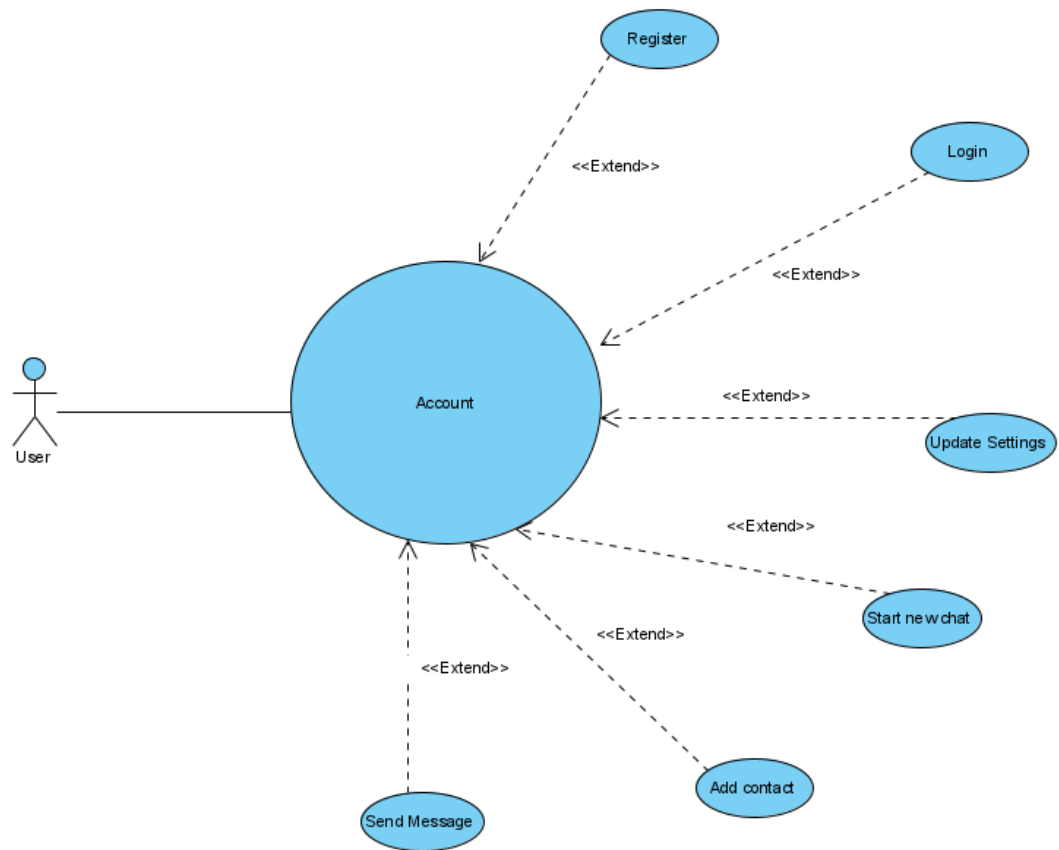 Register
<<Extend>>
Login
<<Extend>>
Account
<<Extend>>
Update Settings
User
<<Extend>>
Start new chat
<<Extend>>
<<Extend>>
Add contact
Send Message